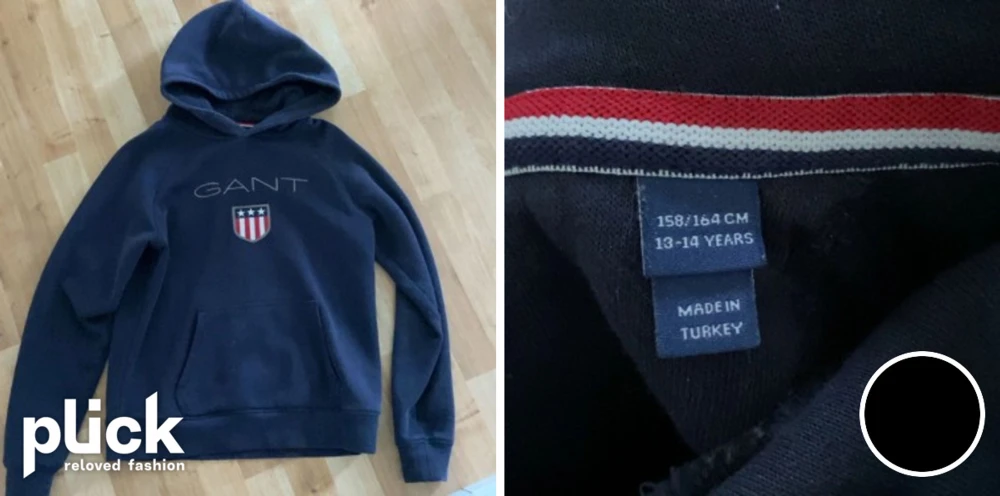 GANT
plick
reloved fashion
158/164 CM
13-14 YEARS
MADE IN
TURKEY